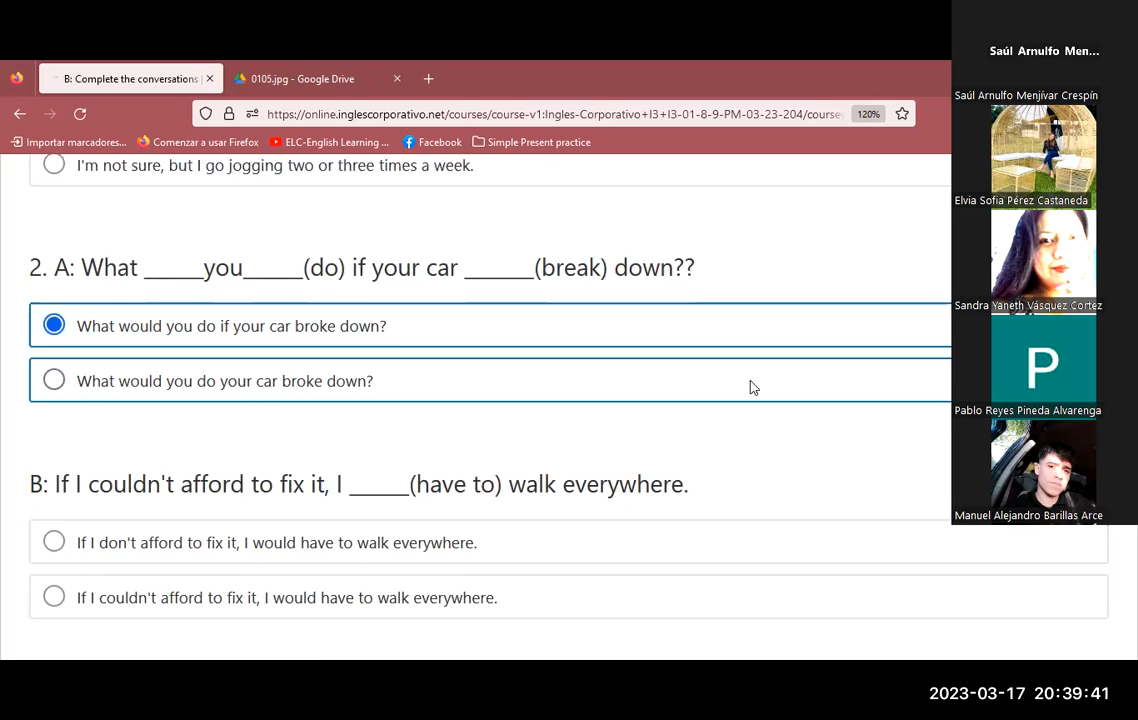 Saúl Arnulfo Men...
B: Complete the conversations |
0105.jpg - Google Drive
https://online.inglescorporativo.net/courses/course-v1:Ingles-Corporativo+I3+I3-01-8-9-PM-03-23-204/course
120%
Saúl Arnulfo Menjívar Crespín
Importar marcadores...
Comenzar a usar Firefox
ELC-English Learning ...
Facebook
Simple Present practice
I'm not sure, but I go jogging two or three times a week.
Elvia Sofia Pérez Castaneda
2. A: What _____you_____(do) if your car ______(break) down??
Sandra Yaneth Vásquez Cortez
What would you do if your car broke down?
P
What would you do your car broke down?
Pablo Reyes Pineda Alvarenga
B: If I couldn't afford to fix it, I _____(have to) walk everywhere.
Manuel Alejandro Barillas Arce
If I don't afford to fix it, I would have to walk everywhere.
If I couldn't afford to fix it, I would have to walk everywhere.
2023-03-17 20:39:41